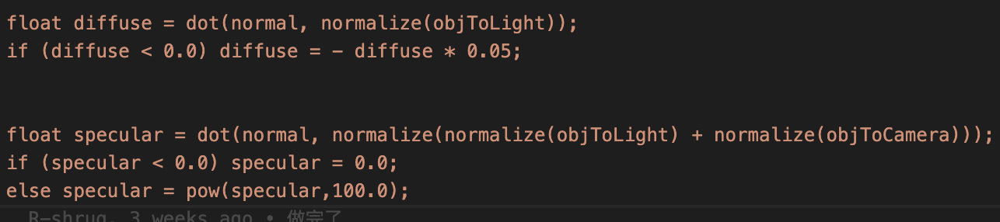 float diffuse = dot(normal, normalize(objToLight));
if (diffuse < 0.0) diffuse = - diffuse * 0.05;
float specular = dot(normal, normalize(normalize(objToLight) + normalize(objToCamera)));
if (specular < 0.0) specular = 0.0;
else specular = pow(specular,100.0);
R-shrug, 3 weeks ago • 做完了